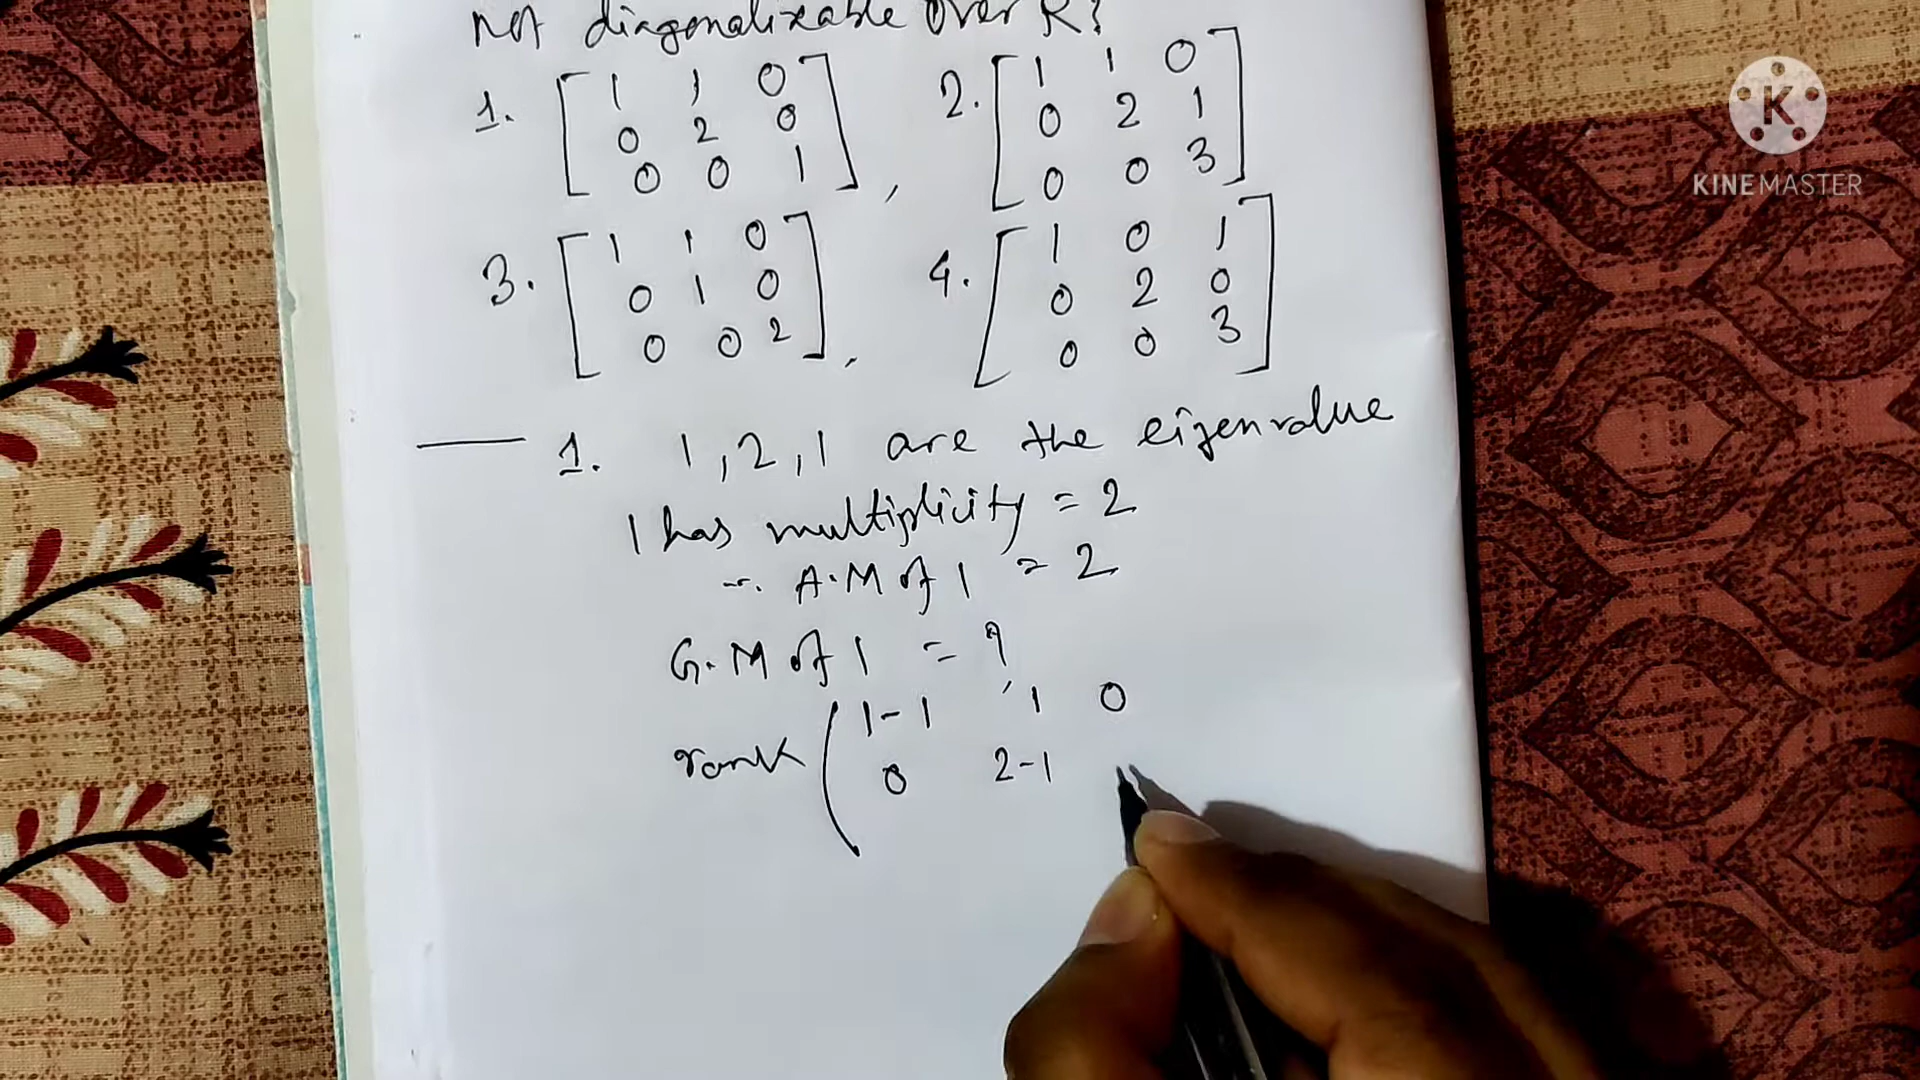 not diagonalizable over R?
1. [ 1 1 0 2. [ 1 1 0
0 2 0 0 2 1
0 0 1 ] , 0 0 3 ]
3. [ 1 1 0 4. [ 1 0 1
0 1 0 0 2 0
0 0 2 ] , 0 0 3 ]
1. 1, 2, 1 are the eigenvalue
1 has multiplicity = 2
∴ A.M of 1 = 2
G.M of 1 = ?
rank ( 1-1 1 0
0 2-1
K
KINEMASTER